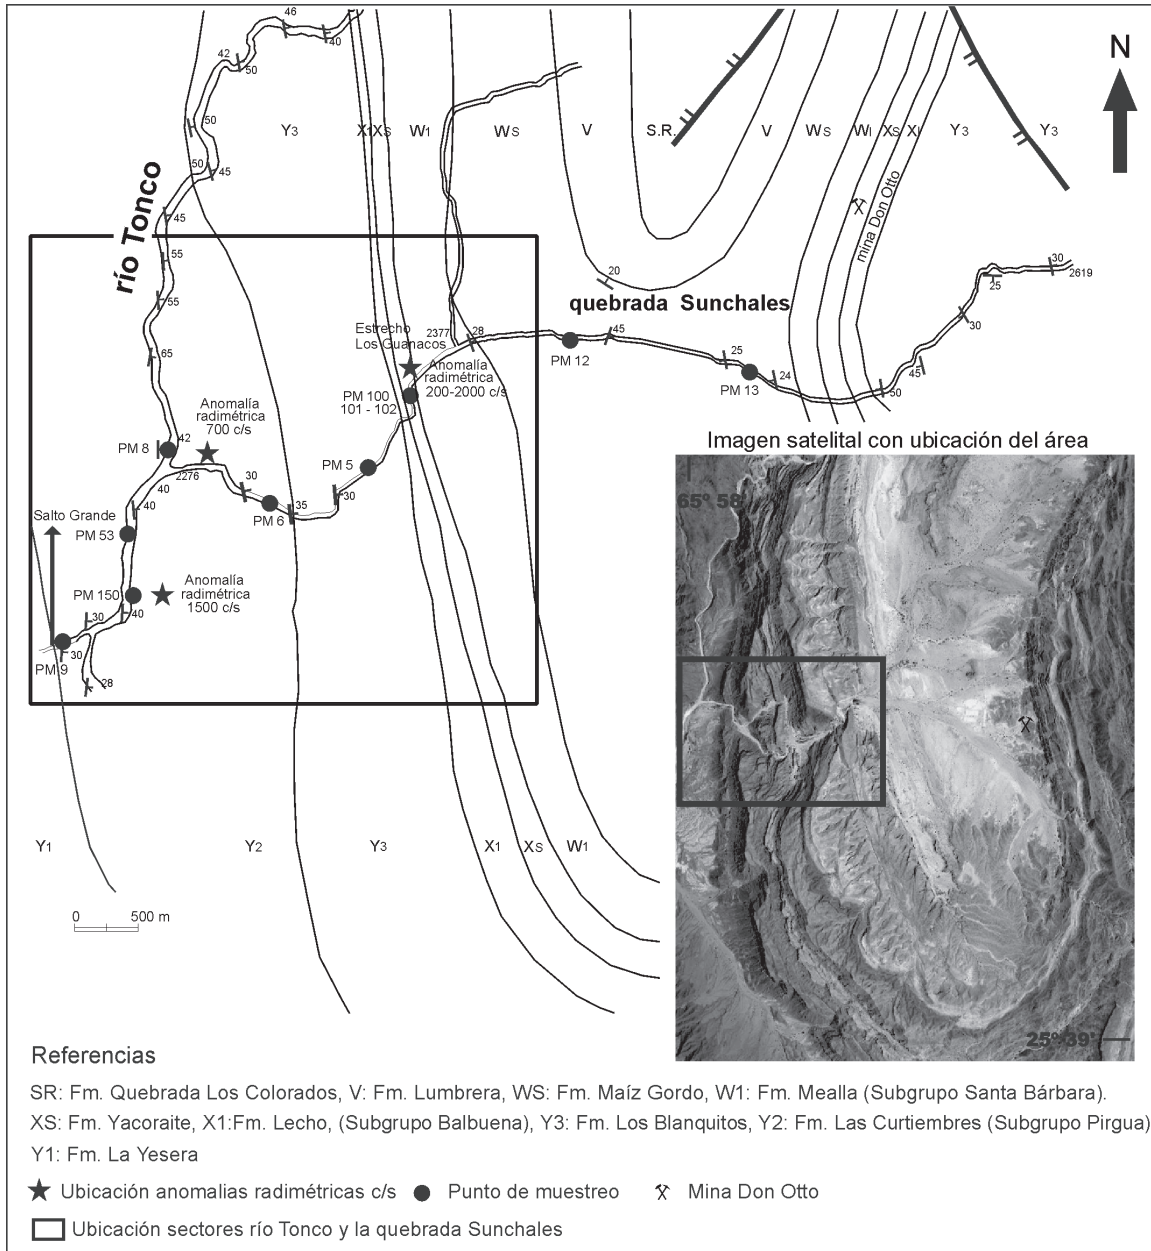 46
40
42
50
N
50
Y3
X1
XS
W1
WS
V
S.R.
V
WS
W1
XS
X1
Y3
Y3
50
45
45
río Tonco
mina Don Otto
55
20
30
2619
25
55
quebrada Sunchales
65
Estrecho
Los Guanacos
2377
28
45
30
PM 12
25
Anomalía
radimétrica
200-2000 c/s
24
45
PM 13
50
PM 100
101 - 102
Anomalía
radimétrica
700 c/s
42
PM 8
Imagen satelital con ubicación del área
PM 5
2276
30
40
65º 58'
30
35
40
PM 6
Salto Grande
PM 53
Anomalía
radimétrica
1500 c/s
PM 150
30
40
30
PM 9
28
Y1
Y2
Y3
X1
XS
W1
0
500 m
25º 39'
Referencias
SR: Fm. Quebrada Los Colorados, V: Fm. Lumbrera, WS: Fm. Maíz Gordo, W1: Fm. Mealla (Subgrupo Santa Bárbara).
XS: Fm. Yacoraite, X1:Fm. Lecho, (Subgrupo Balbuena), Y3: Fm. Los Blanquitos, Y2: Fm. Las Curtiembres (Subgrupo Pirgua)
Y1: Fm. La Yesera
Ubicación anomalias radimétricas c/s
Punto de muestreo
Mina Don Otto
Ubicación sectores río Tonco y la quebrada Sunchales